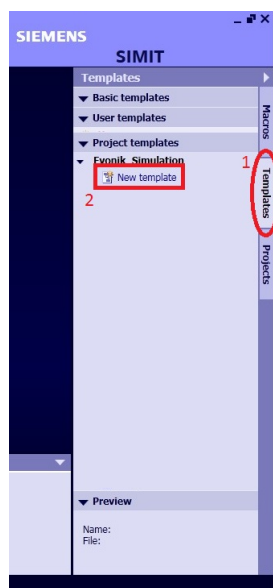 SIEMENS
SIMIT
Templates
Basic templates
User templates
Project templates
Evonik_Simulation
New template
1
2
Macros
Templates
Projects
Preview
Name:
File: